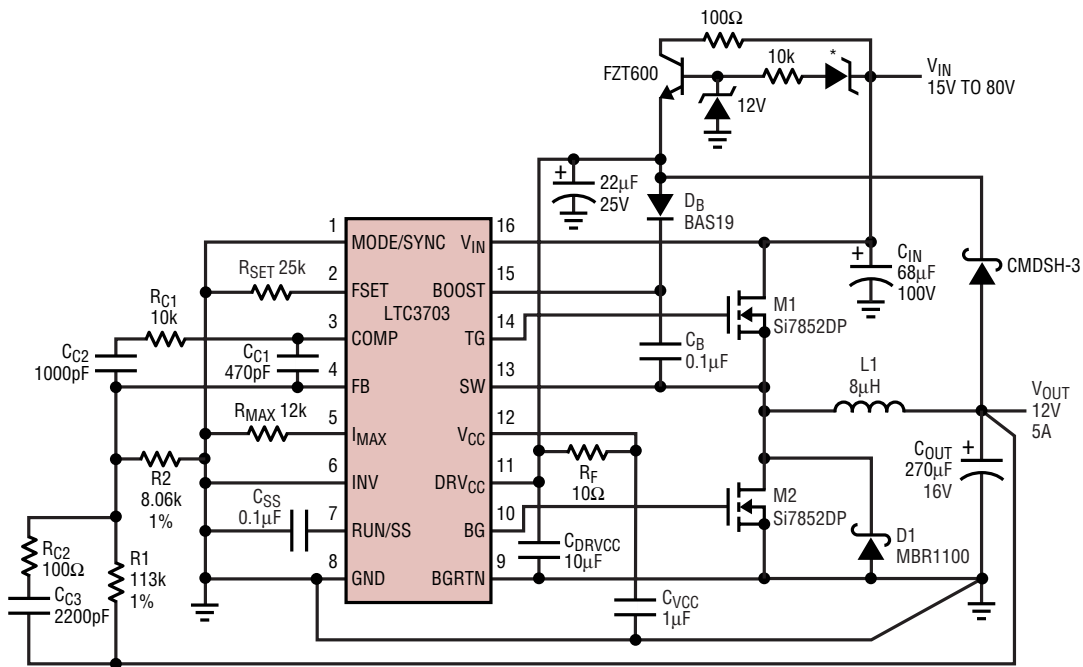 100Ω
FZT600
10k
*
12V
VIN
15V TO 80V
+
22μF
25V
DB
BAS19
1
MODE/SYNC
VIN
16
RSET 25k
2
FSET
BOOST
15
LTC3703
RC1
10k
3
COMP
TG
14
CC2
1000pF
CC1
470pF
4
FB
SW
13
RMAX 12k
5
IMAX
VCC
12
R2
8.06k
1%
6
INV
DRVCC
11
CSS
0.1μF
7
RUN/SS
BG
10
8
GND
BGRTN
9
RC2
100Ω
R1
113k
1%
CC3
2200pF
CB
0.1μF
RF
10Ω
CDRVCC
10μF
CVCC
1μF
M1
Si7852DP
M2
Si7852DP
+
CIN
68μF
100V
CMDSH-3
L1
8μH
VOUT
12V
5A
COUT
270μF
16V
+
D1
MBR1100